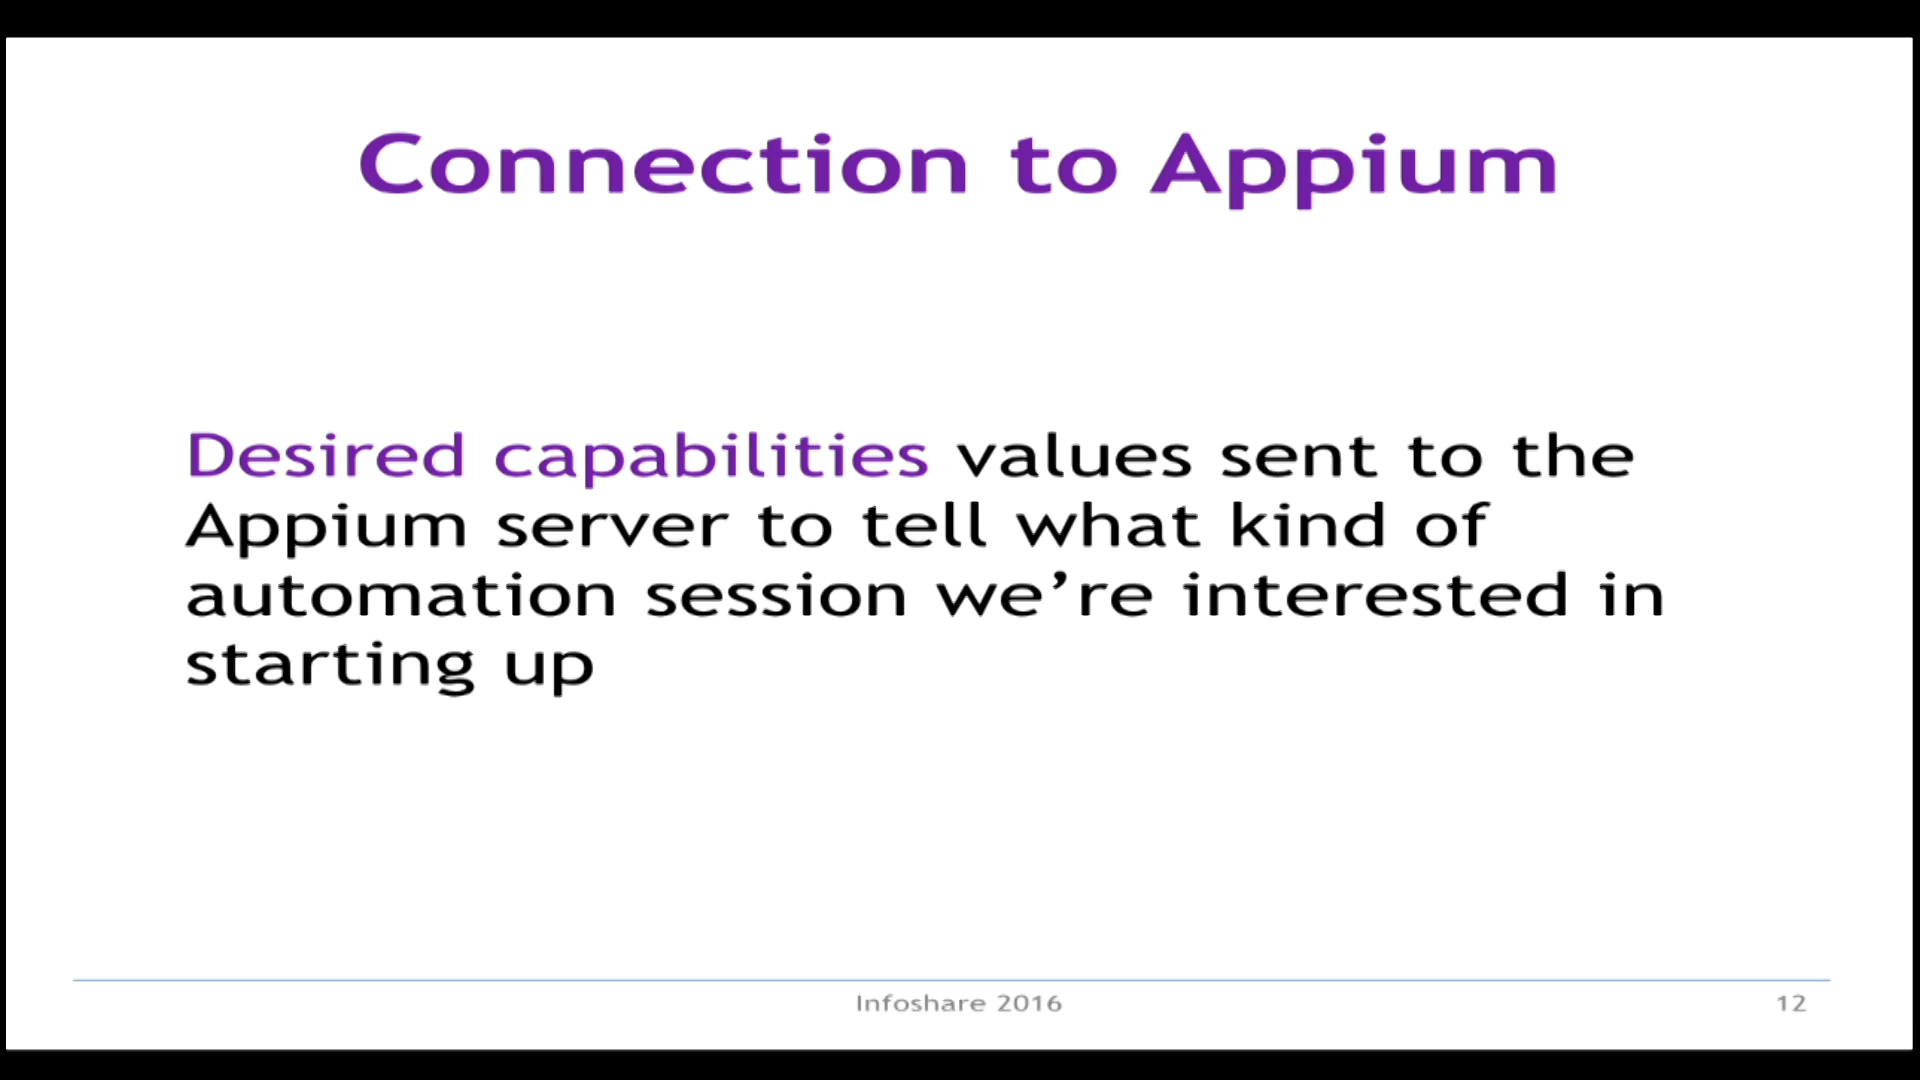 Connection to Appium
Desired capabilities values sent to the
Appium server to tell what kind of
automation session we’re interested in
starting up
Infoshare 2016
12